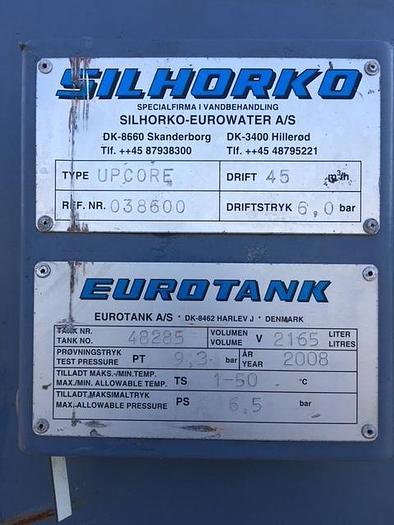 SILHORKO
SPECIALFIRMA I VANDBEHANDLING
SILHORKO-EUROWATER A/S
DK-8660 Skanderborg DK-3400 Hillerød
Tlf. ++45 87938300 Tlf. ++45 48795221
TYPE UPCORE DRIFT 45 m³/h
REF. NR. 038600 DRIFTSTRYK 6,0 bar
EUROTANK
EUROTANK A/S * DK-8462 HARLEV J * DENMARK
TANK NR. VOLUMEN LITER
TANK NO. 48285 VOLUME V 2165 LITRES
PRØVNINGSTRYK ÅR
TEST PRESSURE PT 9,3 bar YEAR 2008
TILLADT MAKS.-/MIN.TEMP.
MAX./MIN. ALLOWABLE TEMP. TS 1-50 °C
TILLADT MAKSIMALTRYK
MAX.-ALLOWABLE PRESSURE PS 6,5 bar